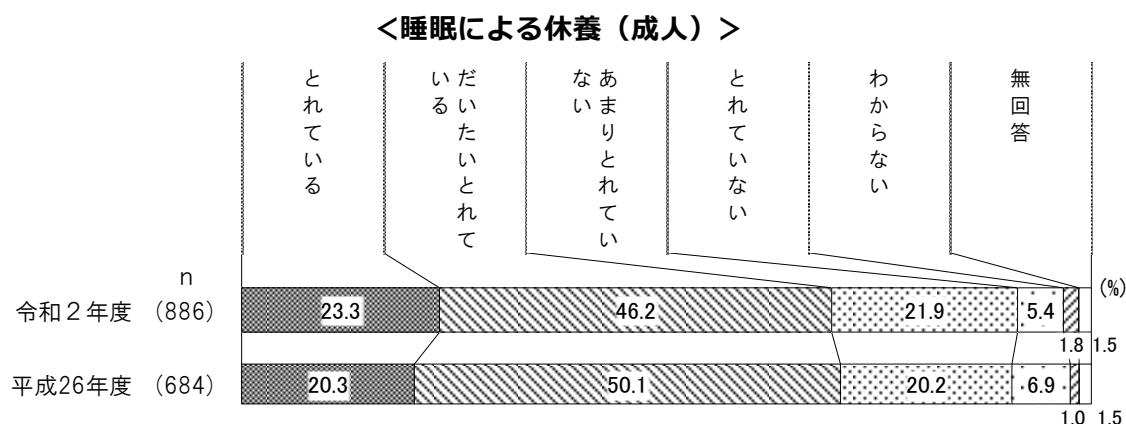 ＜睡眠による休養（成人）＞
とれている
だいたいとれて
いる
あまりとれてい
ない
とれていない
わからない
無回答
n
(%)
令和２年度 (886) 23.3 46.2 21.9 5.4
1.8 1.5
平成26年度 (684) 20.3 50.1 20.2 6.9
1.0 1.5